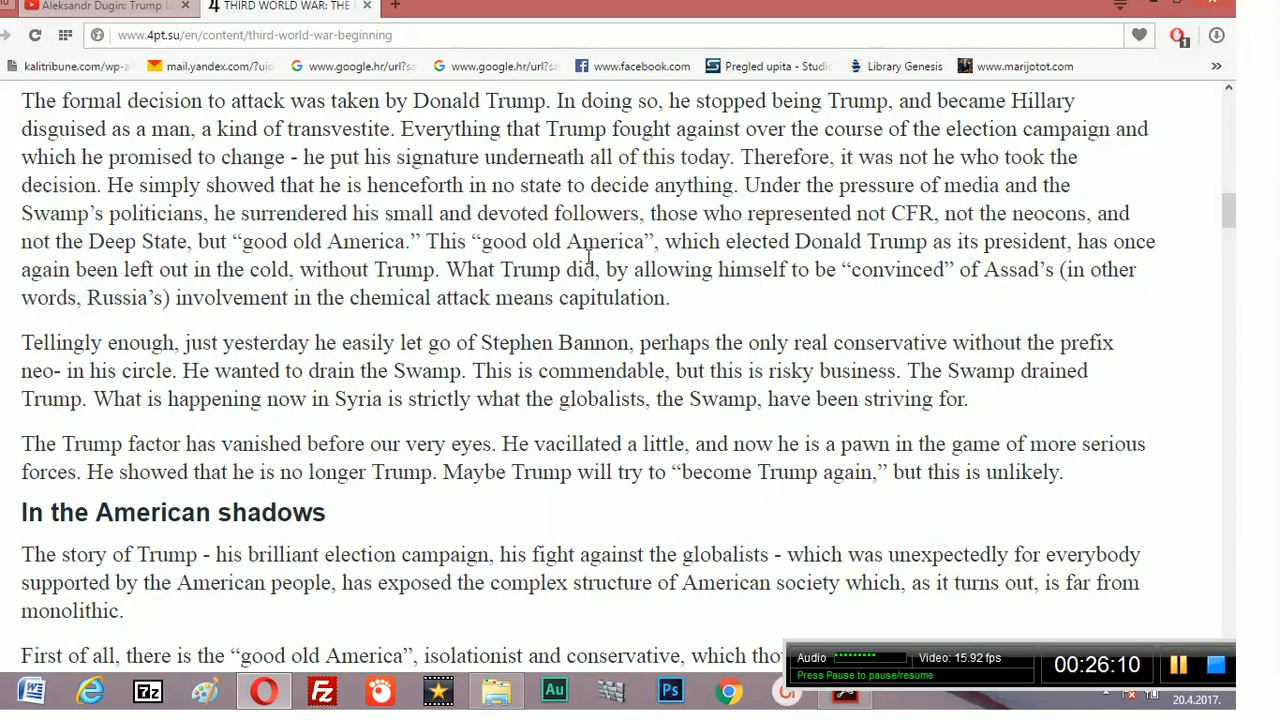 Aleksandr Dugin: Trump i
4 THIRD WORLD WAR: THE
www.4pt.su/en/content/third-world-war-beginning
1
kalitribune.com/wp-a
mail.yandex.com/?uid
www.google.hr/url?sa
www.google.hr/url?sa
www.facebook.com
Pregled upita - Studi
Library Genesis
www.marijotot.com
»
The formal decision to attack was taken by Donald Trump. In doing so, he stopped being Trump, and became Hillary
disguised as a man, a kind of transvestite. Everything that Trump fought against over the course of the election campaign and
which he promised to change - he put his signature underneath all of this today. Therefore, it was not he who took the
decision. He simply showed that he is henceforth in no state to decide anything. Under the pressure of media and the
Swamp’s politicians, he surrendered his small and devoted followers, those who represented not CFR, not the neocons, and
not the Deep State, but “good old America.” This “good old America”, which elected Donald Trump as its president, has once
again been left out in the cold, without Trump. What Trump did, by allowing himself to be “convinced” of Assad’s (in other
words, Russia’s) involvement in the chemical attack means capitulation.
Tellingly enough, just yesterday he easily let go of Stephen Bannon, perhaps the only real conservative without the prefix
neo- in his circle. He wanted to drain the Swamp. This is commendable, but this is risky business. The Swamp drained
Trump. What is happening now in Syria is strictly what the globalists, the Swamp, have been striving for.
The Trump factor has vanished before our very eyes. He vacillated a little, and now he is a pawn in the game of more serious
forces. He showed that he is no longer Trump. Maybe Trump will try to “become Trump again,” but this is unlikely.
In the American shadows
The story of Trump - his brilliant election campaign, his fight against the globalists - which was unexpectedly for everybody
supported by the American people, has exposed the complex structure of American society which, as it turns out, is far from
monolithic.
First of all, there is the “good old America”, isolationist and conservative, which tho
Audio
Video: 15.92 fps
Press Pause to pause/resume
00:26:10
W
7z
Fz
Au
Ps
20.4.2017.